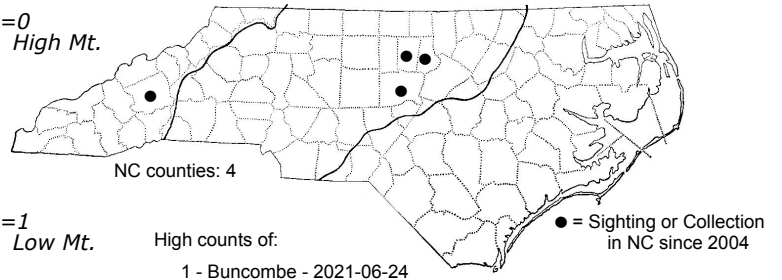 =0
High Mt.
NC counties: 4
=1
Low Mt.
High counts of:
1 - Buncombe - 2021-06-24
● = Sighting or Collection
in NC since 2004